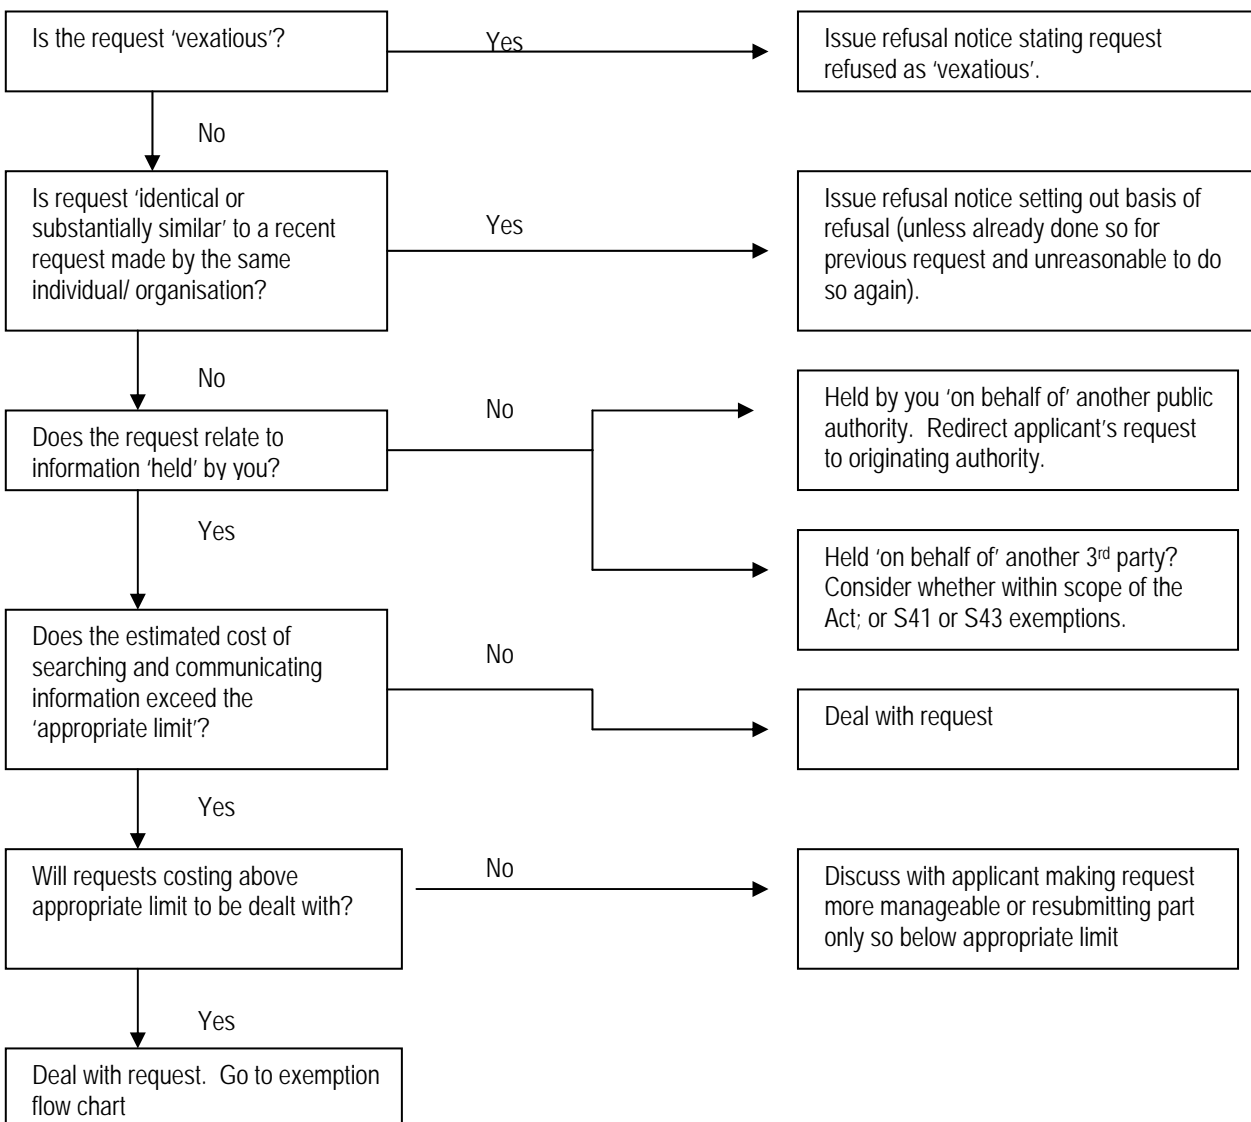 Is the request ‘vexatious’?
Yes
Issue refusal notice stating request
refused as ‘vexatious’.
No
Is request ‘identical or
substantially similar’ to a recent
request made by the same
individual/ organisation?
Yes
Issue refusal notice setting out basis of
refusal (unless already done so for
previous request and unreasonable to do
so again).
No
Does the request relate to
information ‘held’ by you?
No
Held by you ‘on behalf of’ another public
authority.  Redirect applicant’s request
to originating authority.
Held ‘on behalf of’ another 3rd party?
Consider whether within scope of the
Act; or S41 or S43 exemptions.
Yes
Does the estimated cost of
searching and communicating
information exceed the
‘appropriate limit’?
No
Deal with request
Yes
Will requests costing above
appropriate limit to be dealt with?
No
Discuss with applicant making request
more manageable or resubmitting part
only so below appropriate limit
Yes
Deal with request.  Go to exemption
flow chart